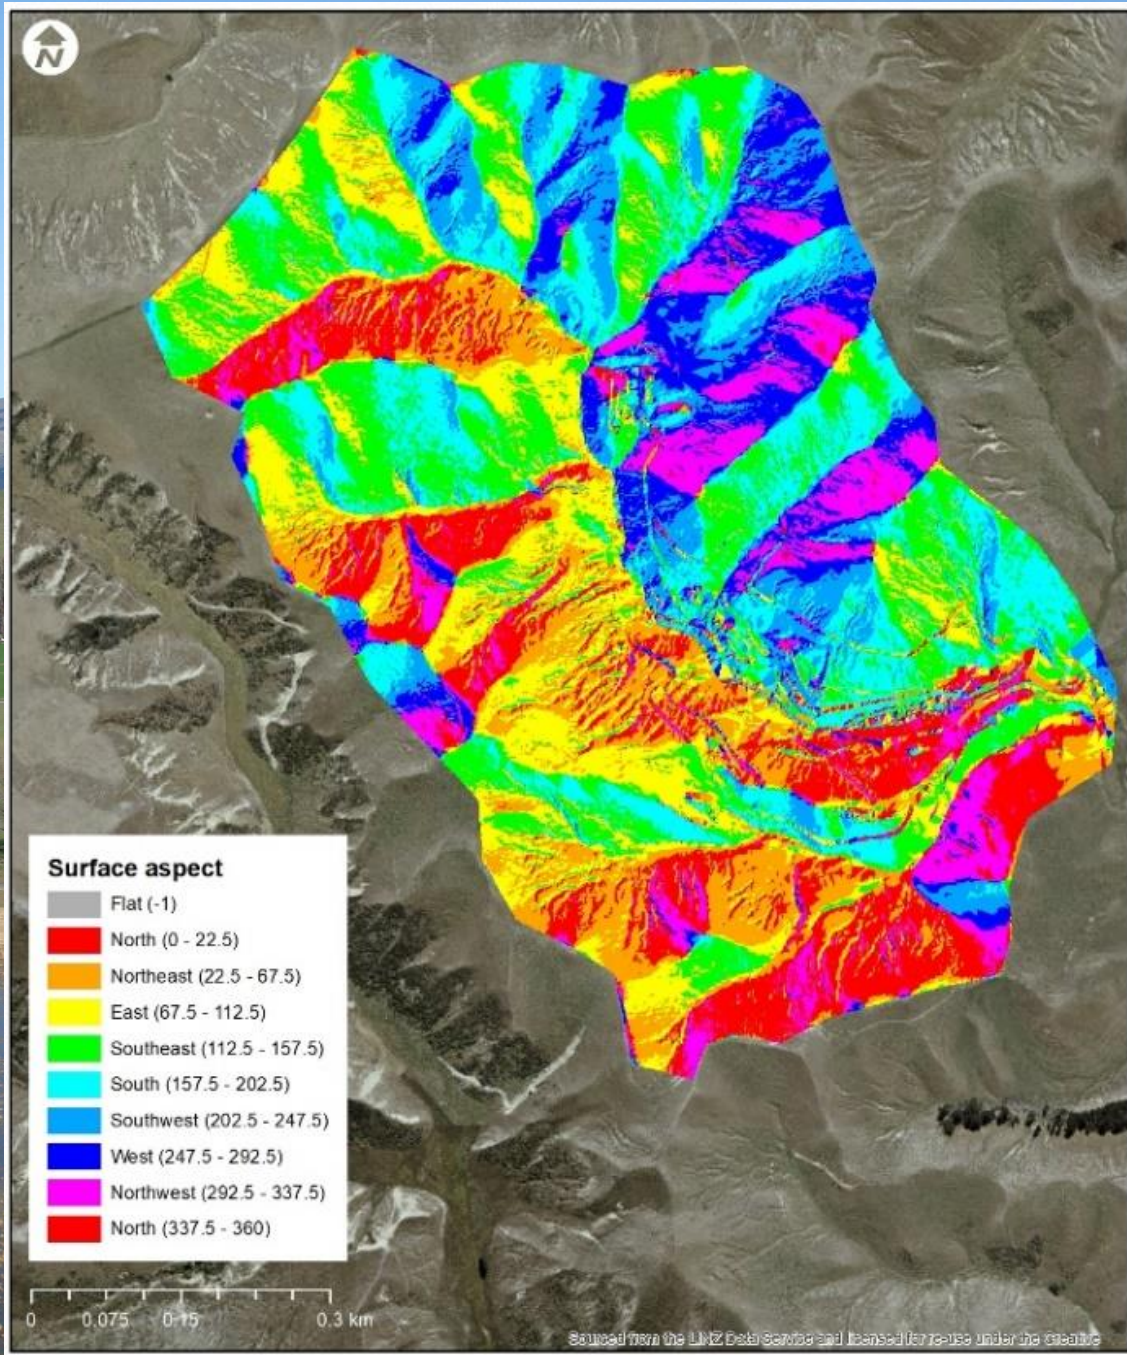 N
Surface aspect
Flat (-1)
North (0 - 22.5)
Northeast (22.5 - 67.5)
East (67.5 - 112.5)
Southeast (112.5 - 157.5)
South (157.5 - 202.5)
Southwest (202.5 - 247.5)
West (247.5 - 292.5)
Northwest (292.5 - 337.5)
North (337.5 - 360)
0 0.075 0.15 0.3 km
Sourced from the LINZ Data Service and licensed for re-use under the Creative